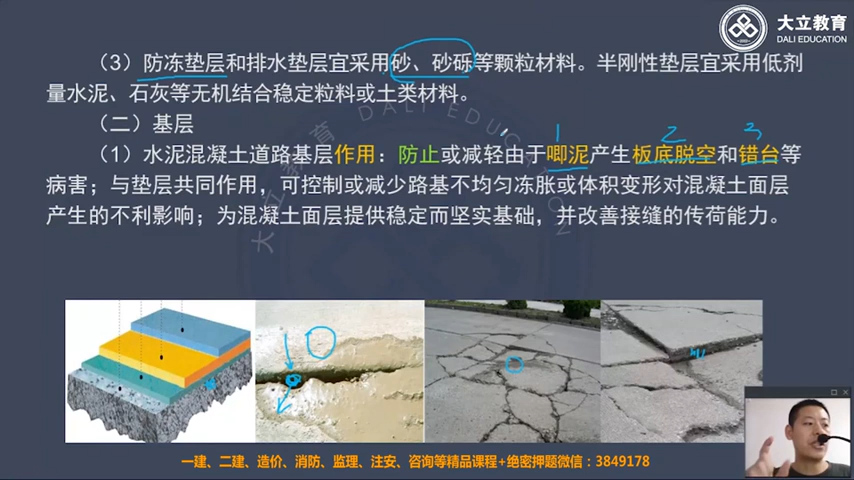 大立教育
DALI EDUCATION
（3）防冻垫层和排水垫层宜采用砂、砂砾等颗粒材料。半刚性垫层宜采用低剂
量水泥、石灰等无机结合稳定粒料或土类材料。
（二）基层
1 2 3
（1）水泥混凝土道路基层作用：防止或减轻由于唧泥产生板底脱空和错台等
病害；与垫层共同作用，可控制或减少路基不均匀冻胀或体积变形对混凝土面层
产生的不利影响；为混凝土面层提供稳定而坚实基础，并改善接缝的传荷能力。
大立教育 DALI EDUCATION
一建、二建、造价、消防、监理、注安、咨询等精品课程+绝密押题微信：3849178